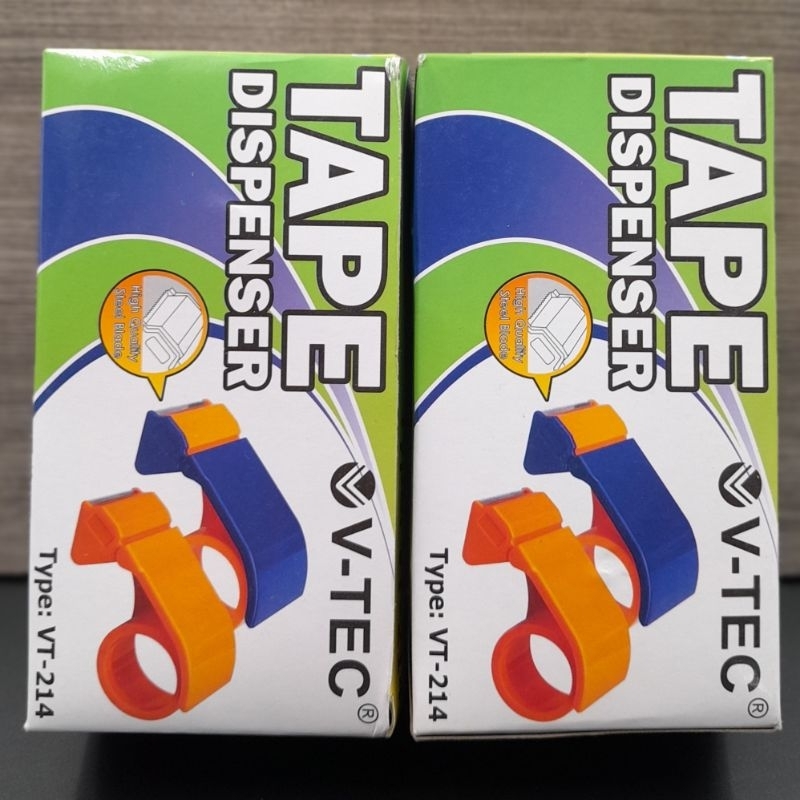 TAPE
DISPENSER
High Quality
Steel Blade
V-TEC®
Type: VT-214
TAPE
DISPENSER
High Quality
Steel Blade
V-TEC®
Type: VT-214